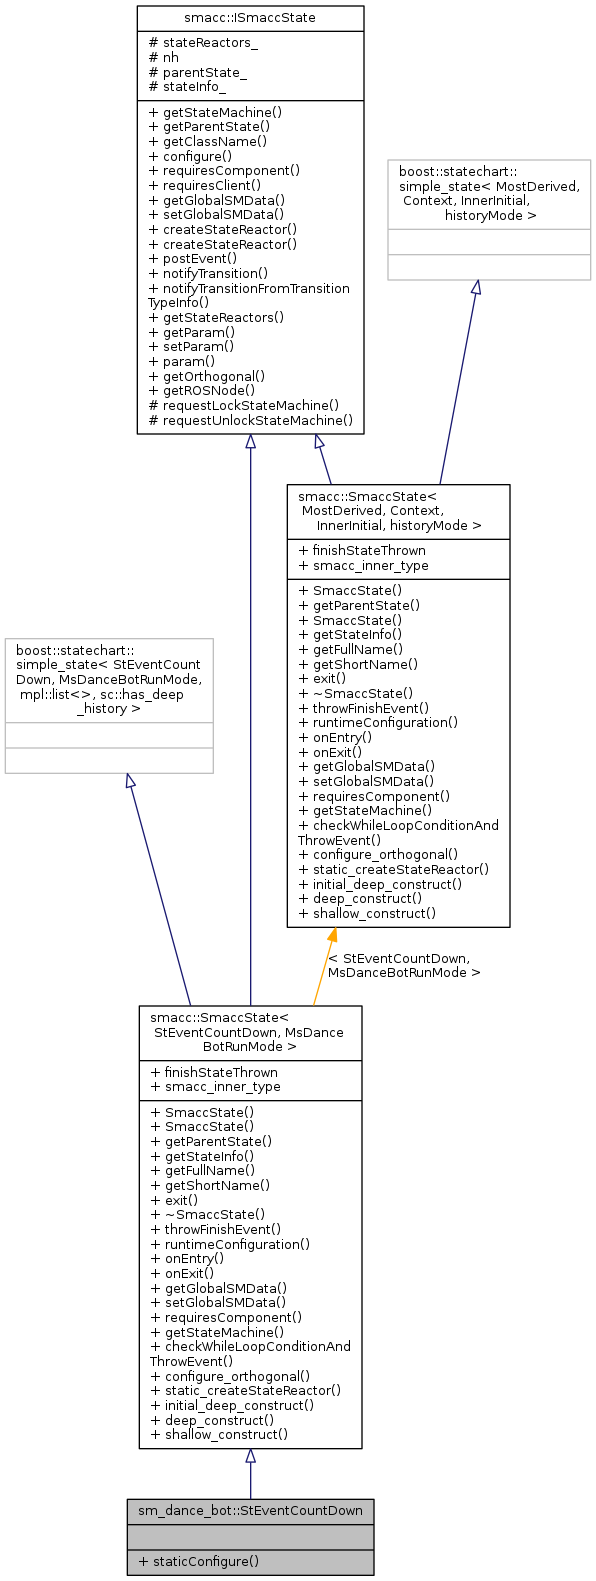 smacc::ISmaccState
# stateReactors_
# nh
# parentState_
# stateInfo_
+ getStateMachine()
+ getParentState()
+ getClassName()
+ configure()
+ requiresComponent()
+ requiresClient()
+ getGlobalSMData()
+ setGlobalSMData()
+ createStateReactor()
+ createStateReactor()
+ postEvent()
+ notifyTransition()
+ notifyTransitionFromTransition
TypeInfo()
+ getStateReactors()
+ getParam()
+ setParam()
+ param()
+ getOrthogonal()
+ getROSNode()
# requestLockStateMachine()
# requestUnlockStateMachine()
boost::statechart::
simple_state< MostDerived,
Context, InnerInitial,
historyMode >
smacc::SmaccState<
MostDerived, Context,
InnerInitial, historyMode >
+ finishStateThrown
+ smacc_inner_type
+ SmaccState()
+ getParentState()
+ SmaccState()
+ getStateInfo()
+ getFullName()
+ getShortName()
+ exit()
+ ~SmaccState()
+ throwFinishEvent()
+ runtimeConfiguration()
+ onEntry()
+ onExit()
+ getGlobalSMData()
+ setGlobalSMData()
+ requiresComponent()
+ getStateMachine()
+ checkWhileLoopConditionAnd
ThrowEvent()
+ configure_orthogonal()
+ static_createStateReactor()
+ initial_deep_construct()
+ deep_construct()
+ shallow_construct()
boost::statechart::
simple_state< StEventCount
Down, MsDanceBotRunMode,
mpl::list<>, sc::has_deep
_history >
< StEventCountDown,
MsDanceBotRunMode >
smacc::SmaccState<
StEventCountDown, MsDance
BotRunMode >
+ finishStateThrown
+ smacc_inner_type
+ SmaccState()
+ SmaccState()
+ getParentState()
+ getStateInfo()
+ getFullName()
+ getShortName()
+ exit()
+ ~SmaccState()
+ throwFinishEvent()
+ runtimeConfiguration()
+ onEntry()
+ onExit()
+ getGlobalSMData()
+ setGlobalSMData()
+ requiresComponent()
+ getStateMachine()
+ checkWhileLoopConditionAnd
ThrowEvent()
+ configure_orthogonal()
+ static_createStateReactor()
+ initial_deep_construct()
+ deep_construct()
+ shallow_construct()
sm_dance_bot::StEventCountDown
+ staticConfigure()